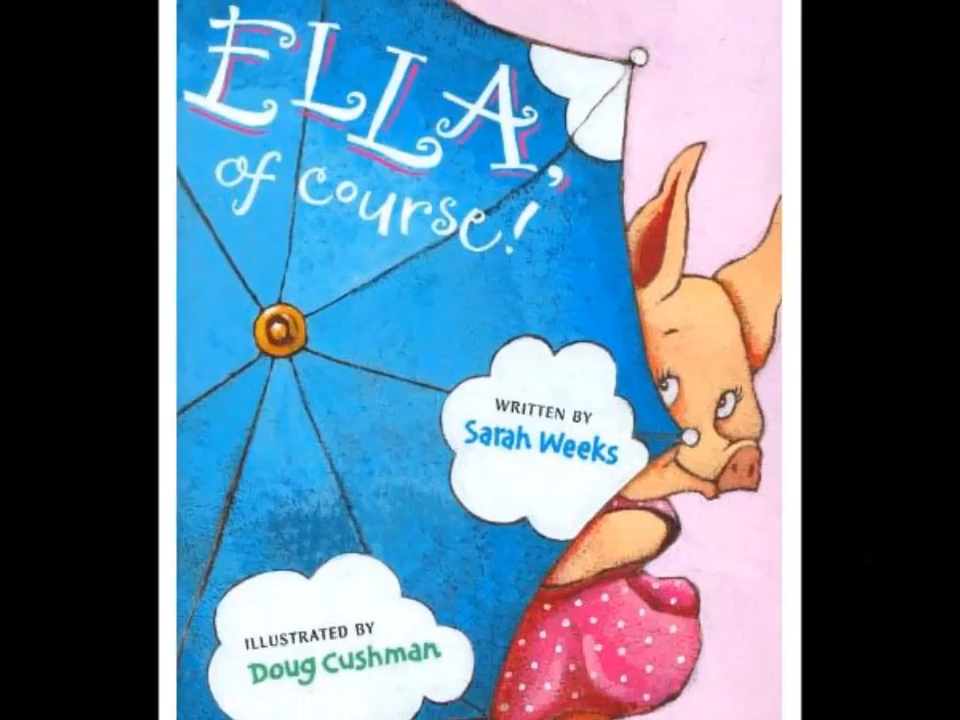 ELLA,
of course!
WRITTEN BY
Sarah Weeks
ILLUSTRATED BY
Doug Cushman